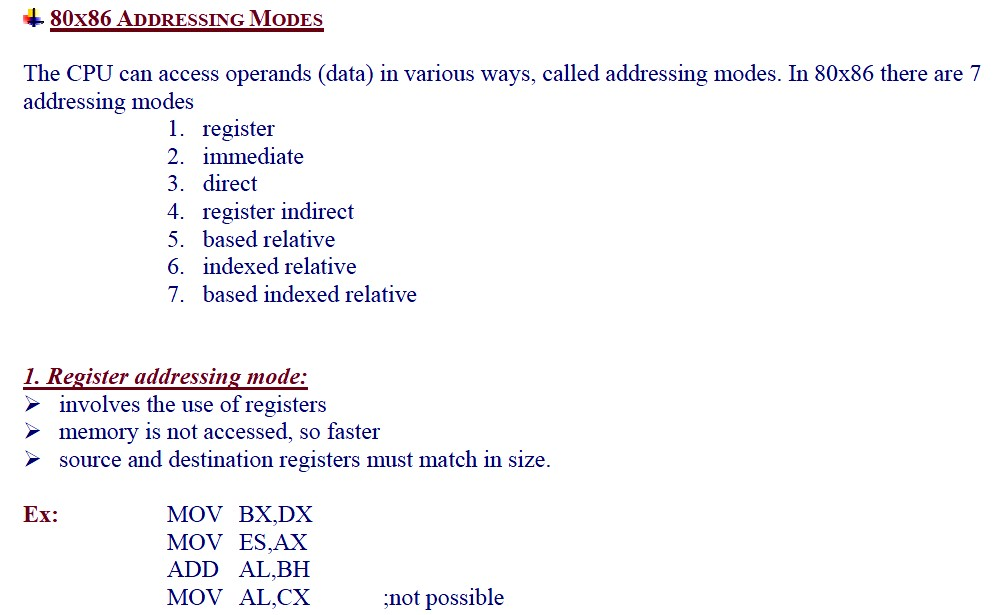 80x86 ADDRESSING MODES
The CPU can access operands (data) in various ways, called addressing modes. In 80x86 there are 7
addressing modes
1. register
2. immediate
3. direct
4. register indirect
5. based relative
6. indexed relative
7. based indexed relative
1. Register addressing mode:
➢ involves the use of registers
➢ memory is not accessed, so faster
➢ source and destination registers must match in size.
Ex: MOV BX,DX
MOV ES,AX
ADD AL,BH
MOV AL,CX ;not possible